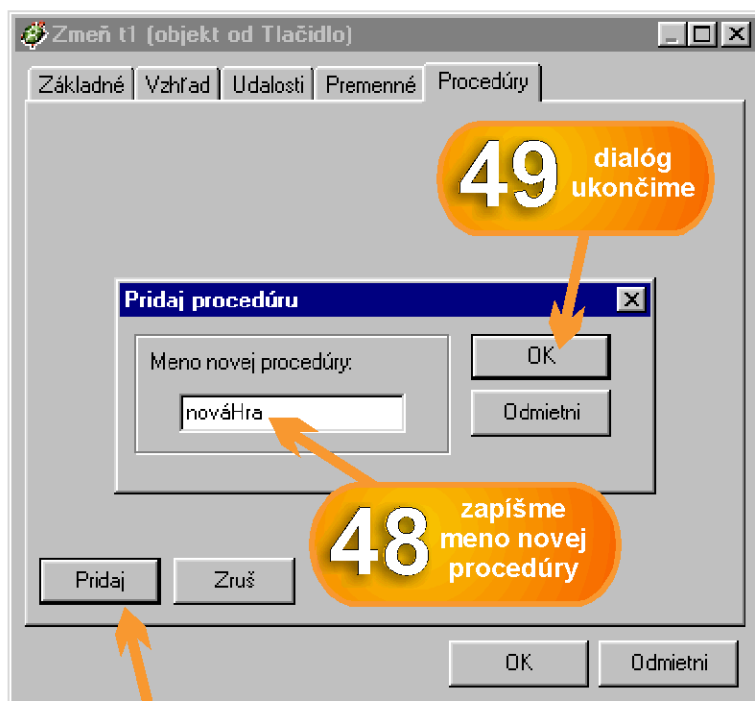 Zmeň t1 (objekt od Tlačidlo)
Základné Vzhľad Udalosti Premenné Procedúry
49 dialóg
ukončime
Pridaj procedúru
Meno novej procedúry:
OK
nováHra
Odmietni
48 zapíšme
meno novej
procedúry
Pridaj Zruš
OK Odmietni